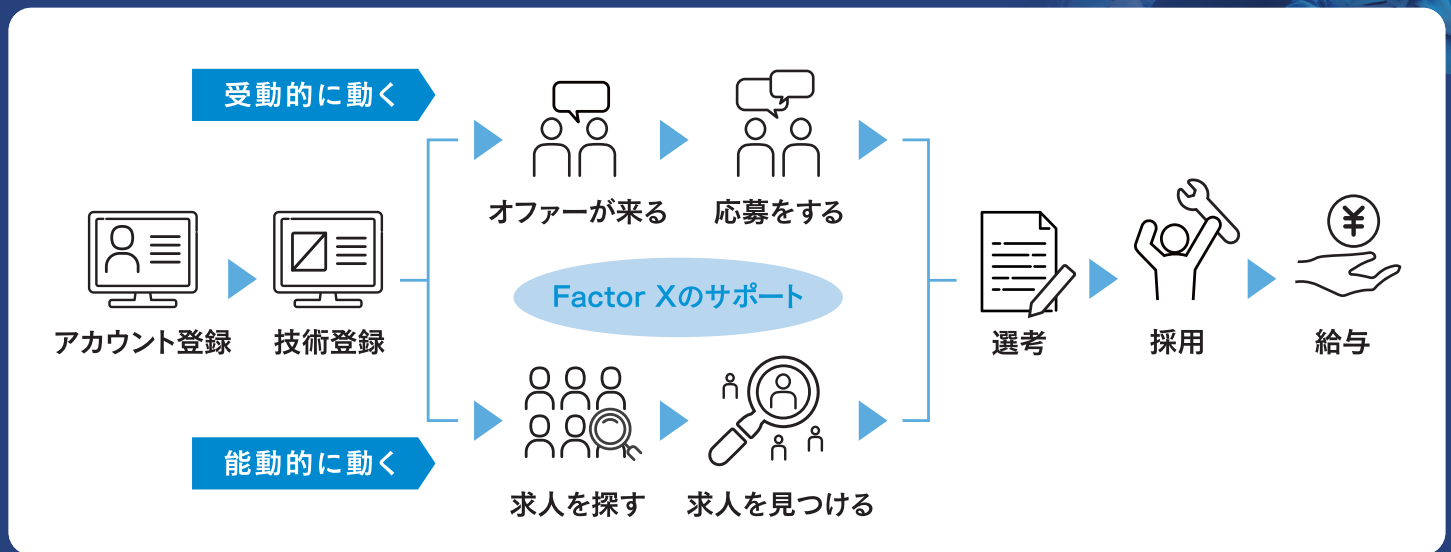 受動的に動く
オファーが来る
応募をする
アカウント登録
技術登録
Factor Xのサポート
選考
採用
給与
能動的に動く
求人を探す
求人を見つける